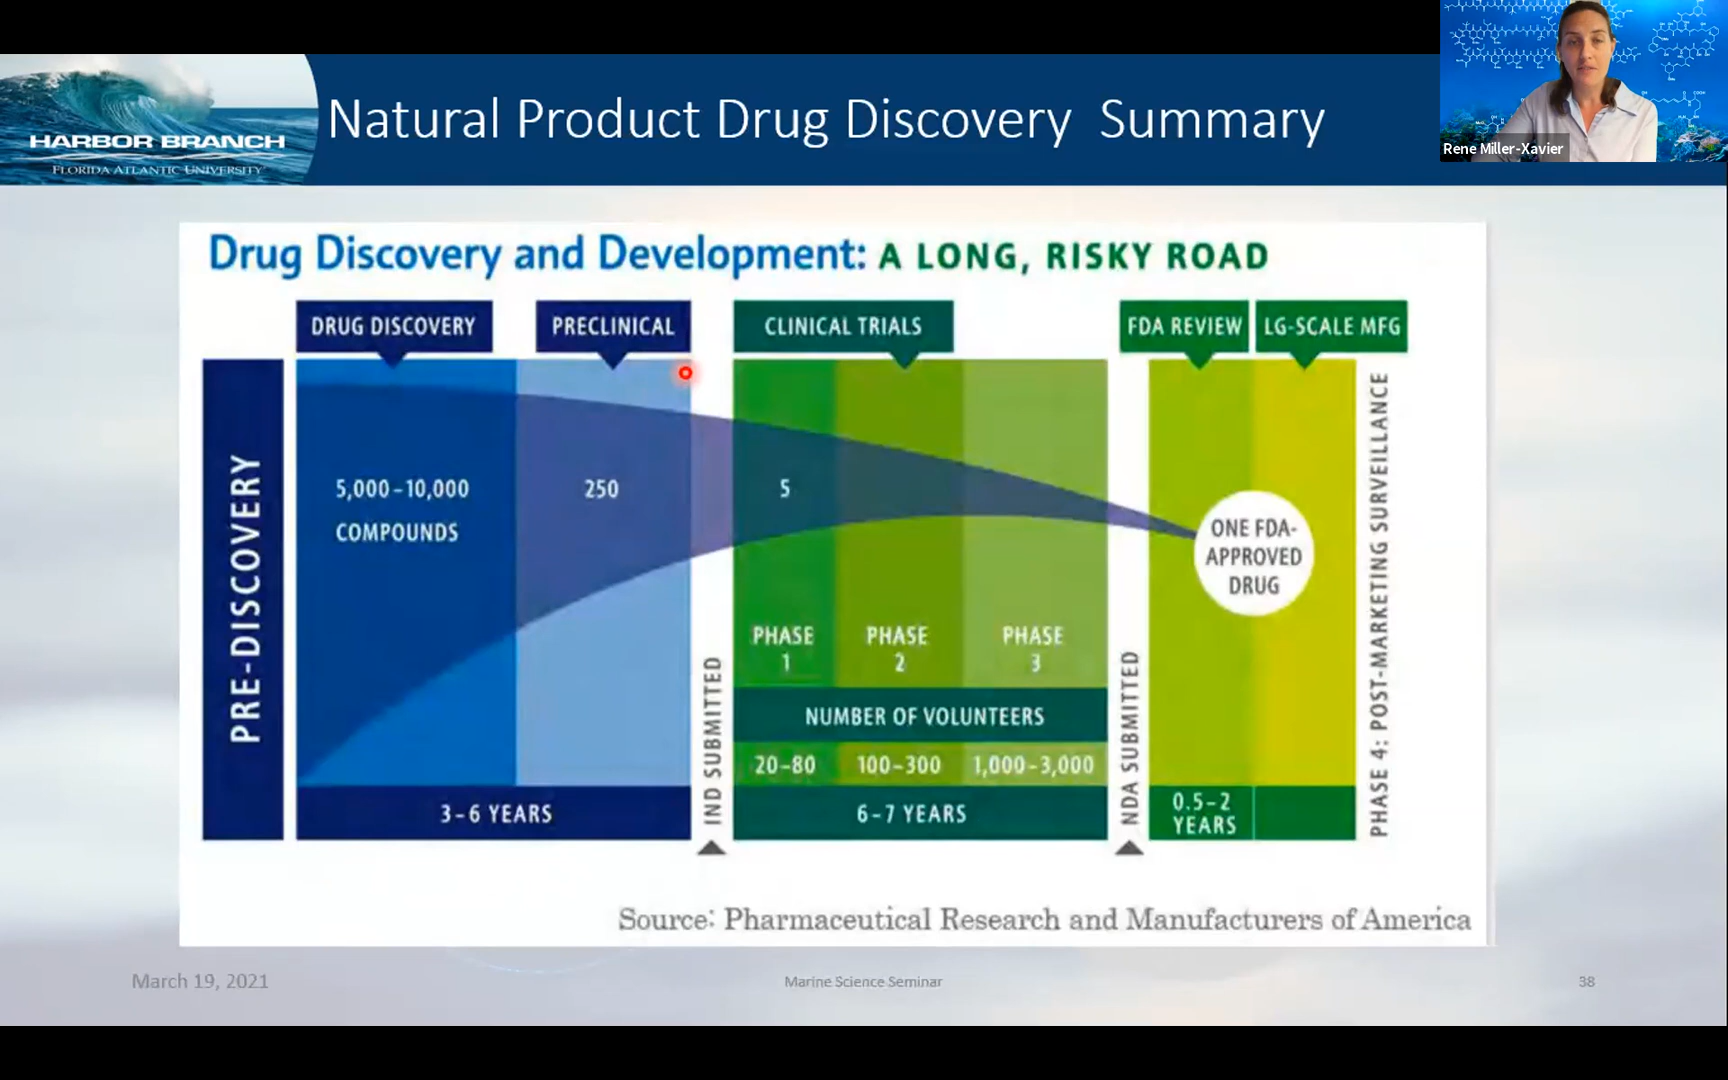 HARBOR BRANCH
FLORIDA ATLANTIC UNIVERSITY
Natural Product Drug Discovery Summary
Rene Miller-Xavier
Drug Discovery and Development: A LONG, RISKY ROAD
DRUG DISCOVERY
PRECLINICAL
CLINICAL TRIALS
FDA REVIEW
LG-SCALE MFG
PRE-DISCOVERY
5,000–10,000
COMPOUNDS
250
5
ONE FDA-
APPROVED
DRUG
PHASE
1
PHASE
2
PHASE
3
NUMBER OF VOLUNTEERS
20–80
100–300
1,000–3,000
3–6 YEARS
IND SUBMITTED
6–7 YEARS
NDA SUBMITTED
0.5–2
YEARS
PHASE 4: POST-MARKETING SURVEILLANCE
Source: Pharmaceutical Research and Manufacturers of America
March 19, 2021
Marine Science Seminar
38